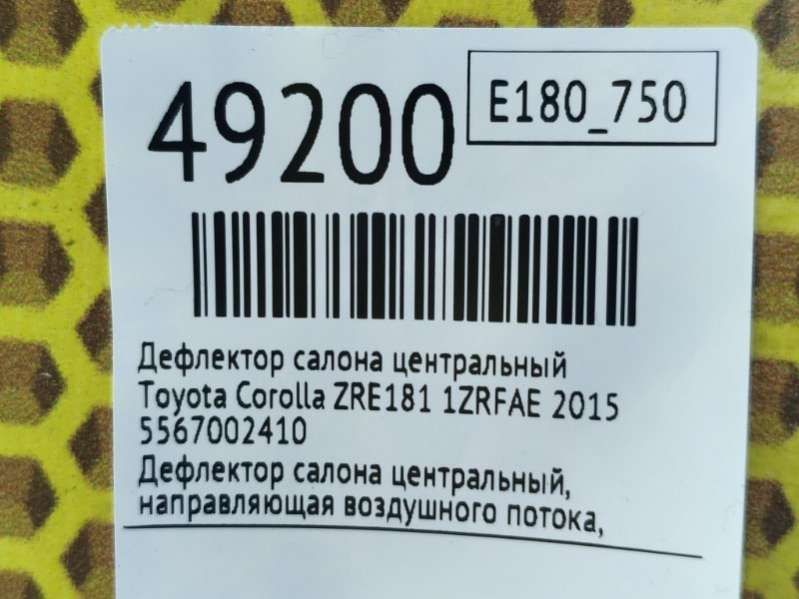 49200
E180_750
Дефлектор салона центральный
Toyota Corolla ZRE181 1ZRFAE 2015
5567002410
Дефлектор салона центральный,
направляющая воздушного потока,